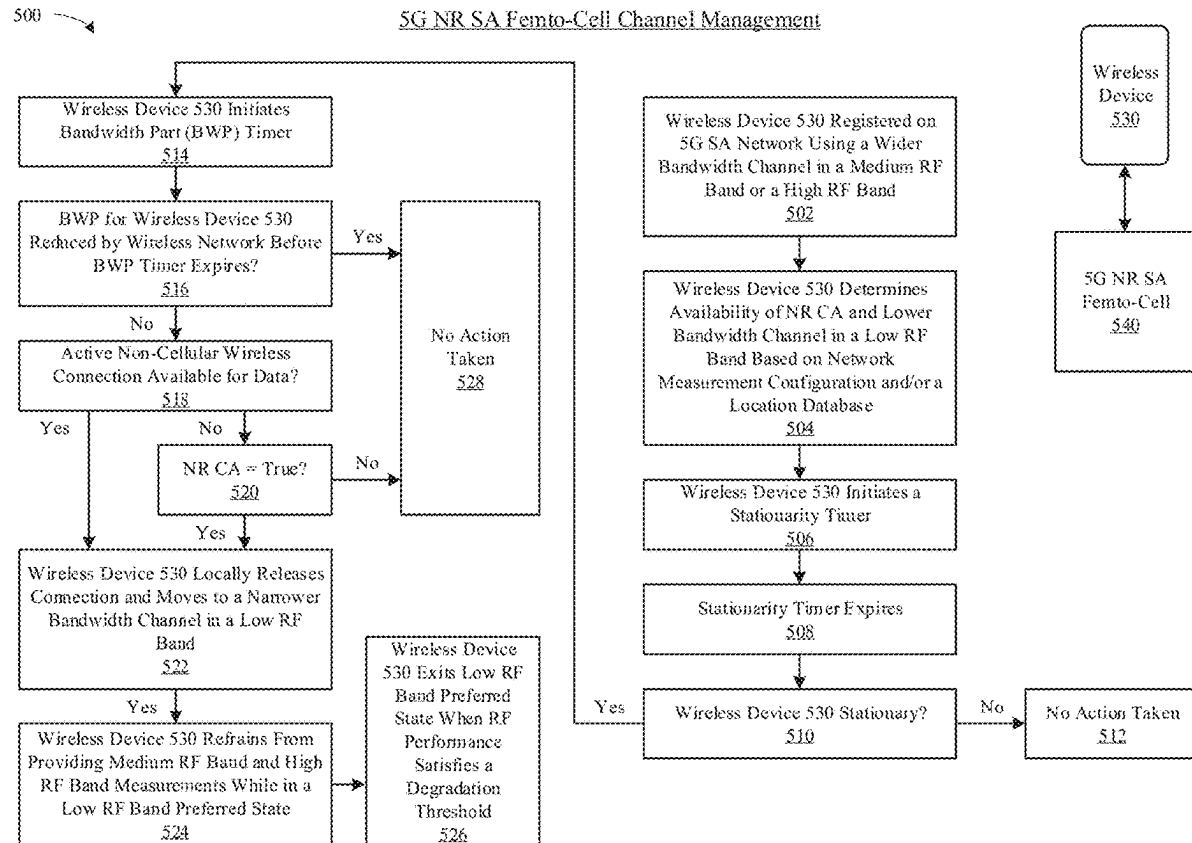 500
5G NR SA Femto-Cell Channel Management
Wireless Device 530 Initiates
Bandwidth Part (BWP) Timer
514
BWP for Wireless Device 530
Reduced by Wireless Network Before
BWP Timer Expires?
516
Yes
No
Active Non-Cellular Wireless
Connection Available for Data?
518
Yes
No
NR CA = True?
520
No
Yes
No Action
Taken
528
Wireless Device 530 Locally Releases
Connection and Moves to a Narrower
Bandwidth Channel in a Low RF
Band
522
Yes
Wireless Device 530 Refrains From
Providing Medium RF Band and High
RF Band Measurements While in a
Low RF Band Preferred State
524
Wireless Device
530 Exits Low RF
Band Preferred
State When RF
Performance
Satisfies a
Degradation
Threshold
526
Wireless Device 530 Registered on
5G SA Network Using a Wider
Bandwidth Channel in a Medium RF
Band or a High RF Band
502
Wireless Device 530 Determines
Availability of NR CA and Lower
Bandwidth Channel in a Low RF
Band Based on Network
Measurement Configuration and/or a
Location Database
504
Wireless Device 530 Initiates a
Stationarity Timer
506
Stationarity Timer Expires
508
Yes
Wireless Device 530 Stationary?
510
No
No Action Taken
512
Wireless
Device
530
5G NR SA
Femto-Cell
540